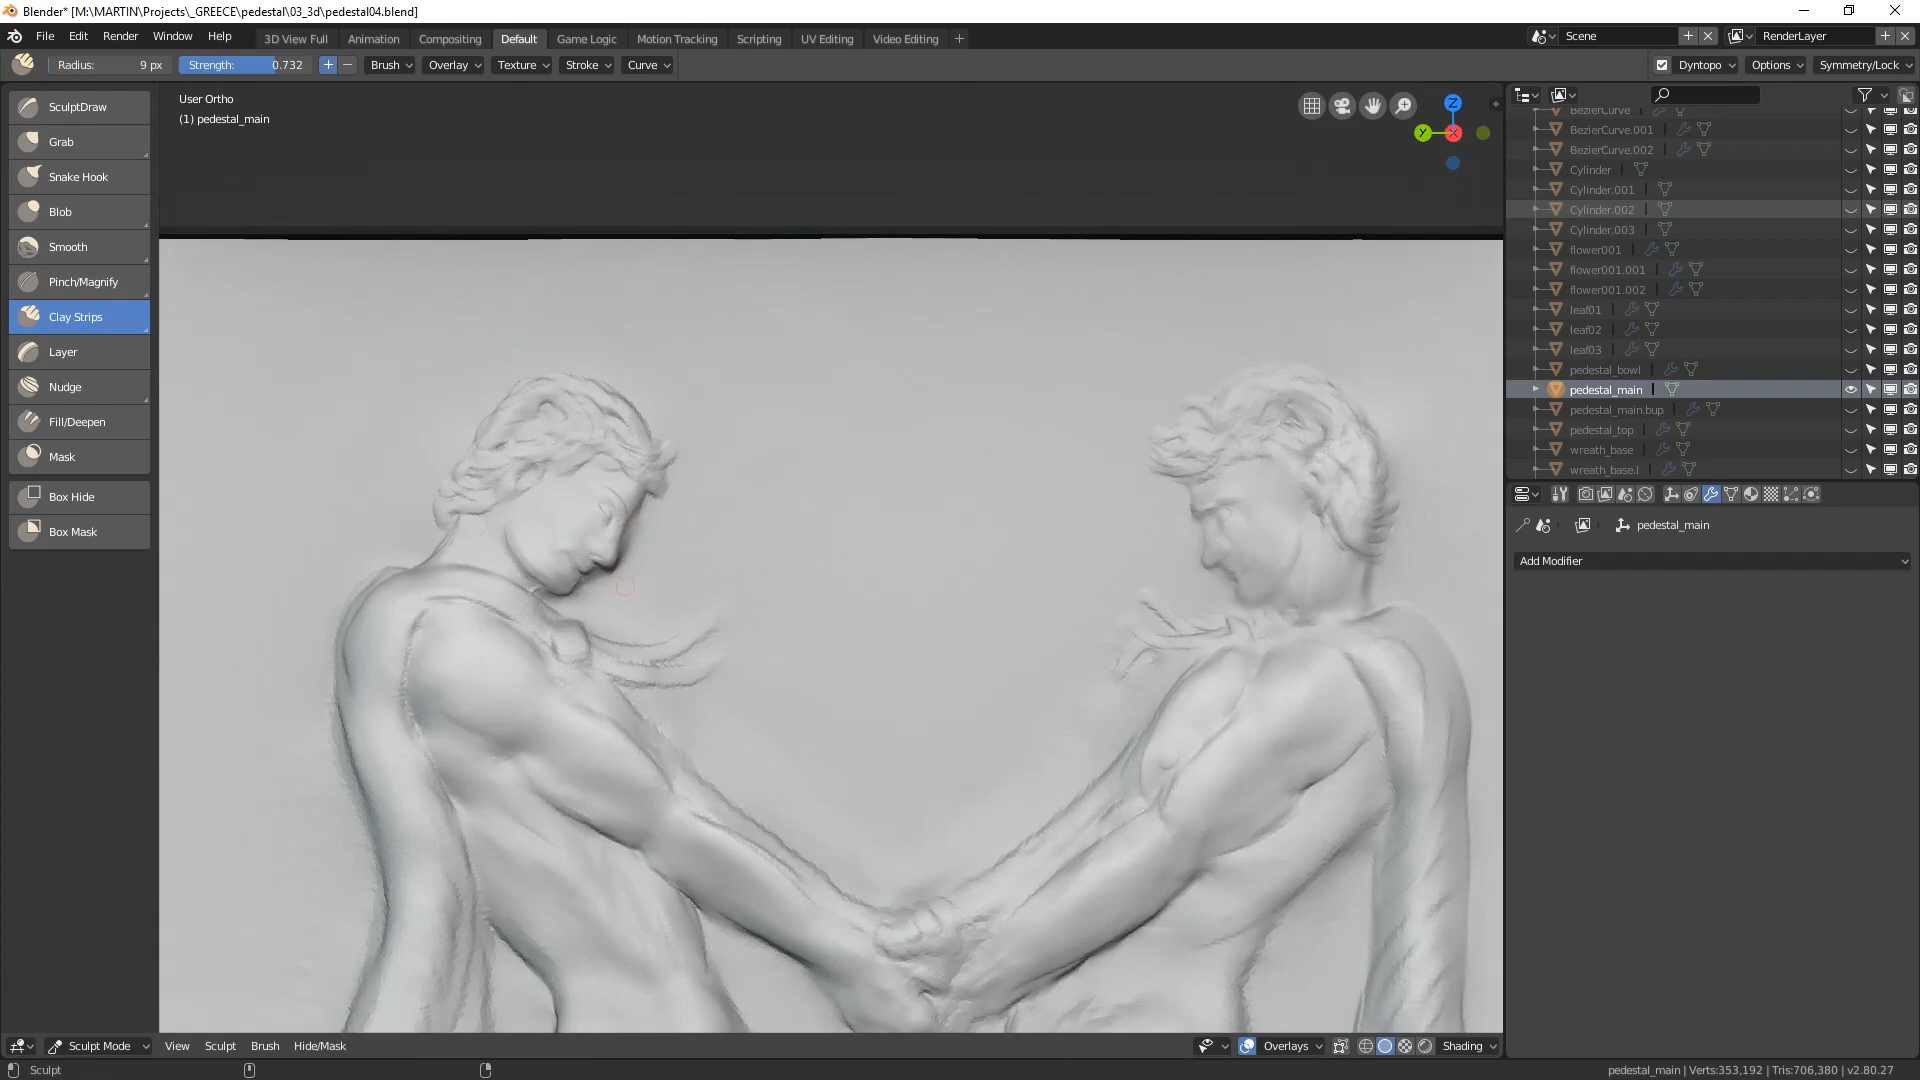 Blender* [M:\MARTIN\Projects\_GREECE\pedestal\03_3d\pedestal04.blend]
File Edit Render Window Help
3D View Full Animation Compositing Default Game Logic Motion Tracking Scripting UV Editing Video Editing
Scene
RenderLayer
Radius: 9 px
Strength: 0.732
Brush Overlay Texture Stroke Curve
Dyntopo Options Symmetry/Lock
SculptDraw
Grab
Snake Hook
Blob
Smooth
Pinch/Magnify
Clay Strips
Layer
Nudge
Fill/Deepen
Mask
Box Hide
Box Mask
User Ortho
(1) pedestal_main
Z
Y
X
BezierCurve
BezierCurve.001
BezierCurve.002
Cylinder
Cylinder.001
Cylinder.002
Cylinder.003
flower001
flower001.001
flower001.002
leaf01
leaf02
leaf03
pedestal_bowl
pedestal_main
pedestal_main.bup
pedestal_top
wreath_base
wreath_base.l
pedestal_main
Add Modifier
Sculpt Mode View Sculpt Brush Hide/Mask
Overlays
Shading
Sculpt
pedestal_main | Verts:353,192 | Tris:706,380 | v2.80.27